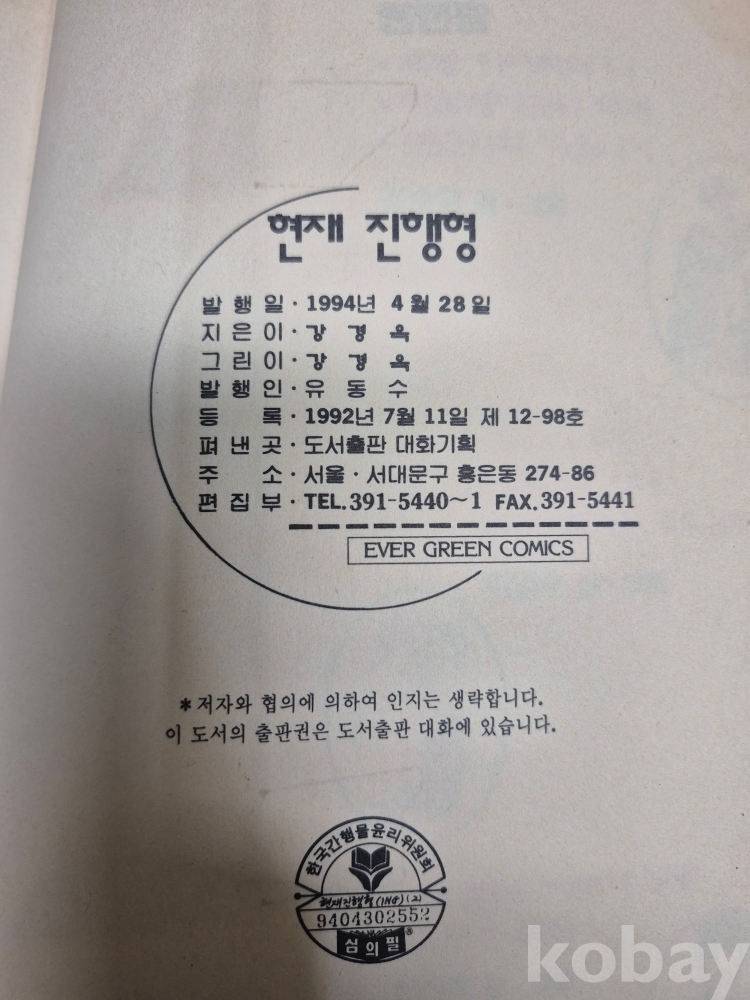 현재 진행형
발행일 · 1994년 4월 28일
지은이 · 강경옥
그린이 · 강경옥
발행인 · 유동수
등록 · 1992년 7월 11일 제 12-98호
펴낸곳 · 도서출판 대화기획
주소 · 서울 · 서대문구 홍은동 274-86
편집부 · TEL.391-5440~1 FAX.391-5441
EVER GREEN COMICS
*저자와 협의에 의하여 인지는 생략합니다.
이 도서의 출판권은 도서출판 대화에 있습니다.
한국간행물윤리위원회
현재진행형(ING)(2)
9404302552
심의필
kobay